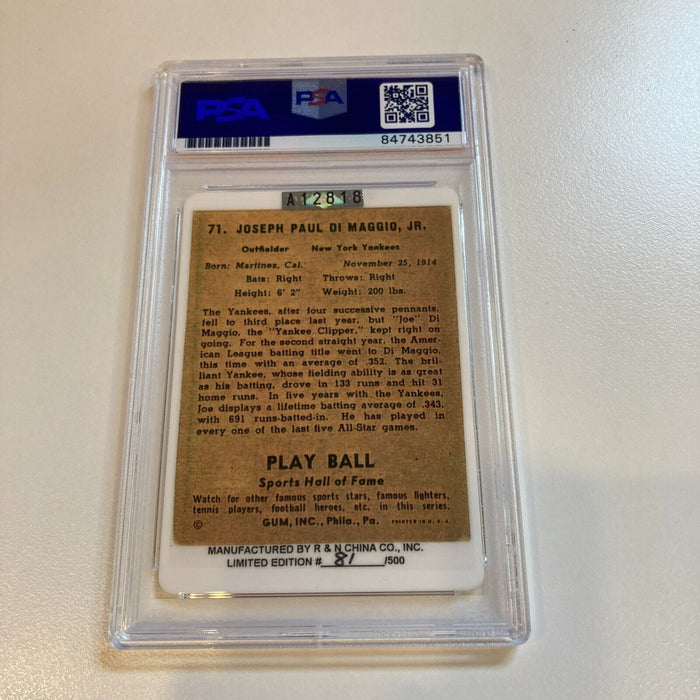 PSA PSA
84743851
A12818
71. JOSEPH PAUL DI MAGGIO, JR.
Outfielder New York Yankees
Born: Martinez, Cal. November 25, 1914
Bats: Right Throws: Right
Height: 6' 2" Weight: 200 lbs.
The Yankees, after four successive pennants,
fell to third place last year, but "Joe" Di
Maggio, the "Yankee Clipper," kept right on
going. For the second straight year, the Amer-
ican League batting title went to Di Maggio,
this time with an average of .352. The bril-
liant Yankee, whose fielding ability is as great
as his batting, drove in 133 runs and hit 31
home runs. In five years with the Yankees,
Joe displays a lifetime batting average of .343,
with 691 runs-batted-in. He has played in
every one of the last five All-Star games.
PLAY BALL
Sports Hall of Fame
Watch for other famous sports stars, famous fighters,
tennis players, football heroes, etc. in this series.
© GUM, INC., Phila., Pa. PRINTED IN U. S. A.
MANUFACTURED BY R & N CHINA CO., INC.
LIMITED EDITION # 81 /500